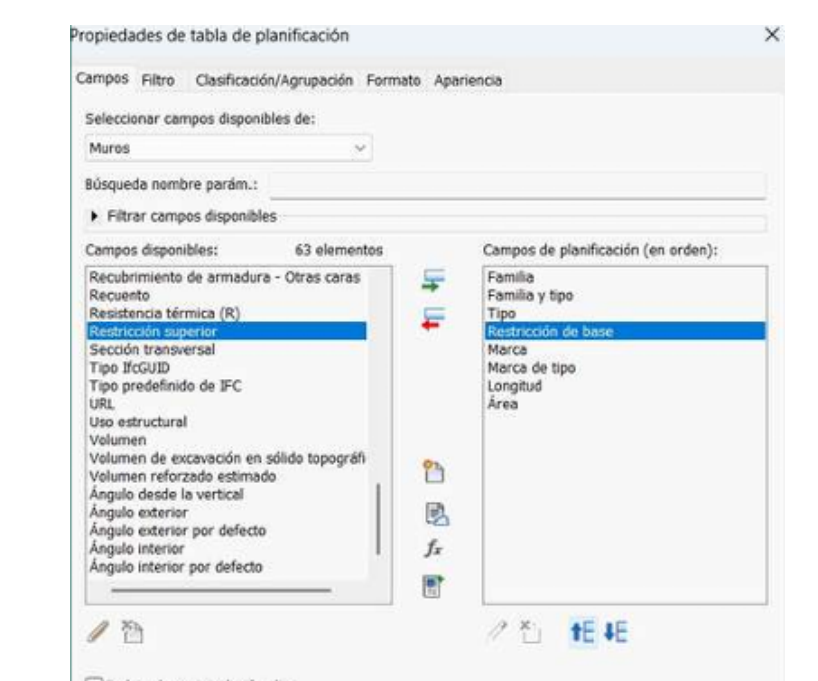 Propiedades de tabla de planificación
Campos Filtro Clasificación/Agrupación Formato Apariencia
Seleccionar campos disponibles de:
Muros
Búsqueda nombre parám.:
Filtrar campos disponibles
Campos disponibles: 63 elementos
Recubrimiento de armadura - Otras caras
Recuento
Resistencia térmica (R)
Restricción superior
Sección transversal
Tipo IfcGUID
Tipo predefinido de IFC
URL
Uso estructural
Volumen
Volumen de excavación en sólido topográfi
Volumen reforzado estimado
Ángulo desde la vertical
Ángulo exterior
Ángulo exterior por defecto
Ángulo interior
Ángulo interior por defecto
fx
Campos de planificación (en orden):
Familia
Familia y tipo
Tipo
Restricción de base
Marca
Marca de tipo
Longitud
Área